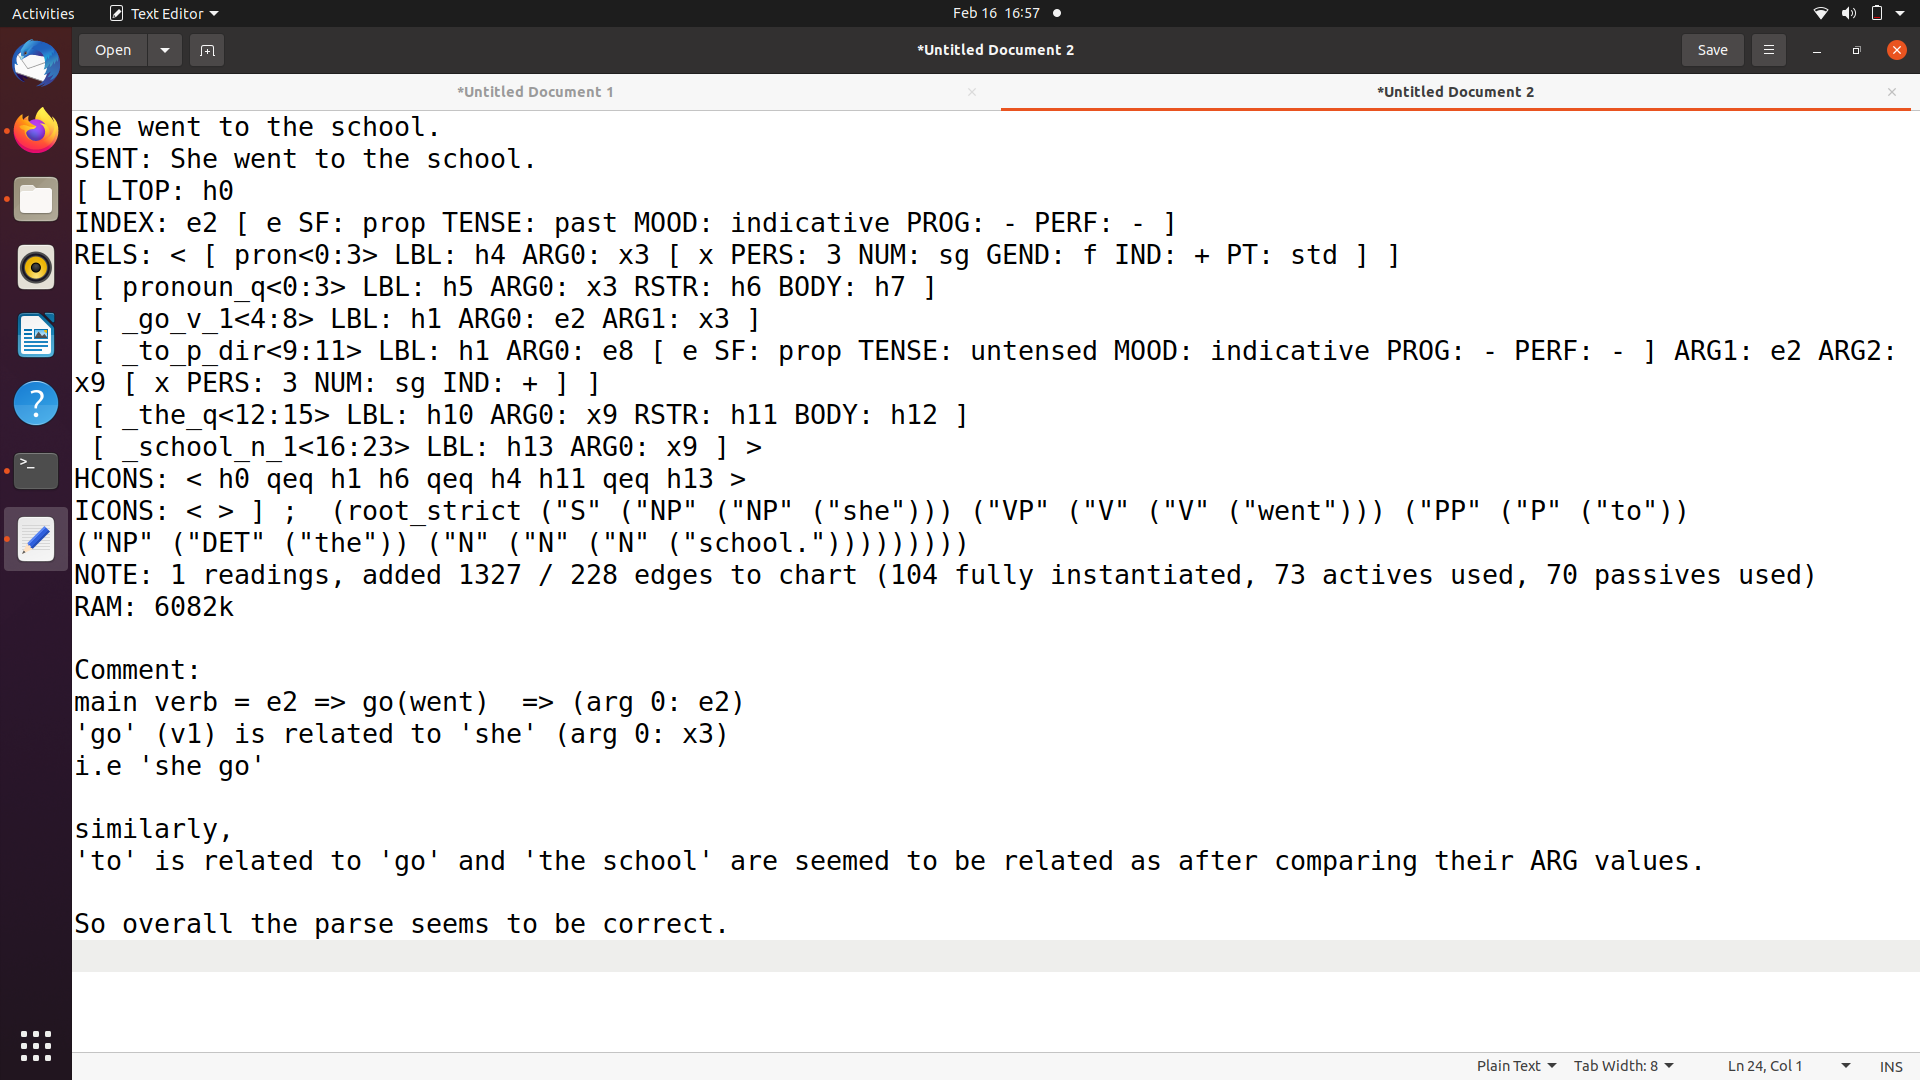 Activities
Text Editor
Feb 16 16:57
Open
*Untitled Document 2
Save
*Untitled Document 1
*Untitled Document 2
She went to the school.
SENT: She went to the school.
[ LTOP: h0
INDEX: e2 [ e SF: prop TENSE: past MOOD: indicative PROG: - PERF: - ]
RELS: < [ pron<0:3> LBL: h4 ARG0: x3 [ x PERS: 3 NUM: sg GEND: f IND: + PT: std ] ]
[ pronoun_q<0:3> LBL: h5 ARG0: x3 RSTR: h6 BODY: h7 ]
[ _go_v_1<4:8> LBL: h1 ARG0: e2 ARG1: x3 ]
[ _to_p_dir<9:11> LBL: h1 ARG0: e8 [ e SF: prop TENSE: untensed MOOD: indicative PROG: - PERF: - ] ARG1: e2 ARG2:
x9 [ x PERS: 3 NUM: sg IND: + ] ]
[ _the_q<12:15> LBL: h10 ARG0: x9 RSTR: h11 BODY: h12 ]
[ _school_n_1<16:23> LBL: h13 ARG0: x9 ] >
HCONS: < h0 qeq h1 h6 qeq h4 h11 qeq h13 >
ICONS: < > ] ;  (root_strict ("S" ("NP" ("NP" ("she"))) ("VP" ("V" ("V" ("went"))) ("PP" ("P" ("to"))
("NP" ("DET" ("the")) ("N" ("N" ("N" ("school.")))))))))
NOTE: 1 readings, added 1327 / 228 edges to chart (104 fully instantiated, 73 actives used, 70 passives used)
RAM: 6082k
Comment:
main verb = e2 => go(went)  => (arg 0: e2)
'go' (v1) is related to 'she' (arg 0: x3)
i.e 'she go'
similarly,
'to' is related to 'go' and 'the school' are seemed to be related as after comparing their ARG values.
So overall the parse seems to be correct.
Plain Text
Tab Width: 8
Ln 24, Col 1
INS